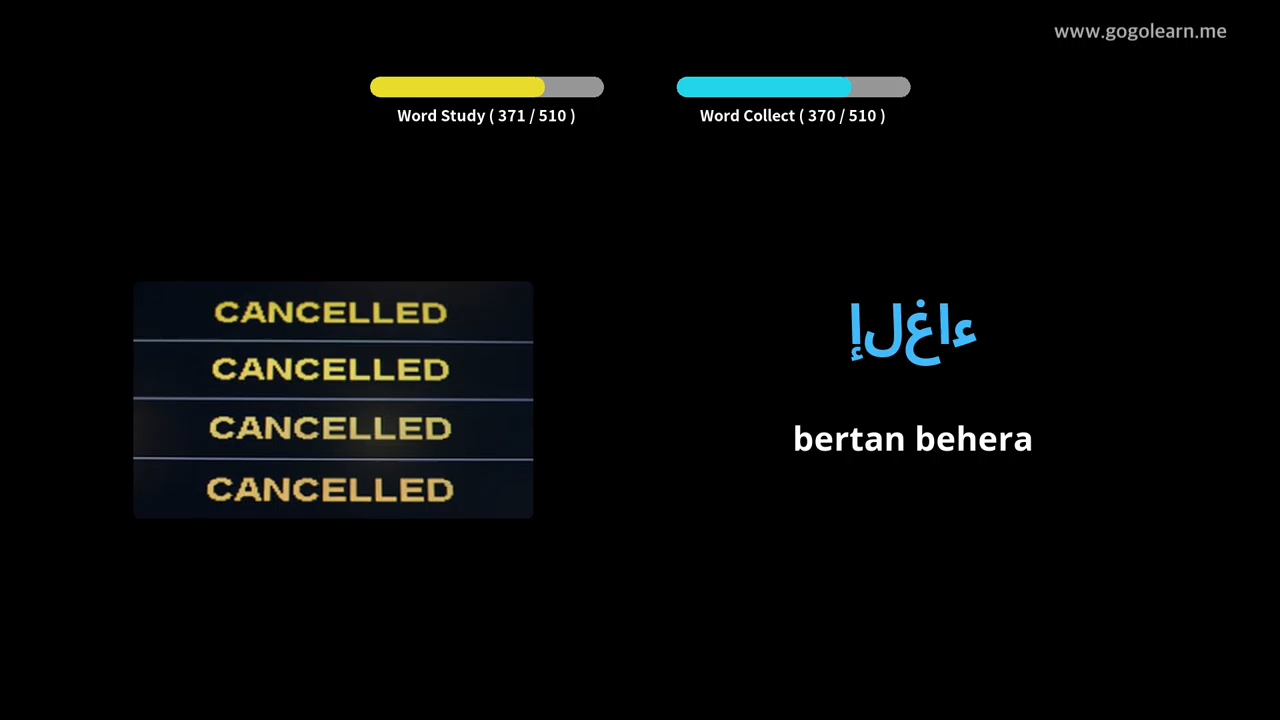 www.gogolearn.me
Word Study ( 371 / 510 )
Word Collect ( 370 / 510 )
CANCELLED
CANCELLED
CANCELLED
CANCELLED
إلغاء
bertan behera